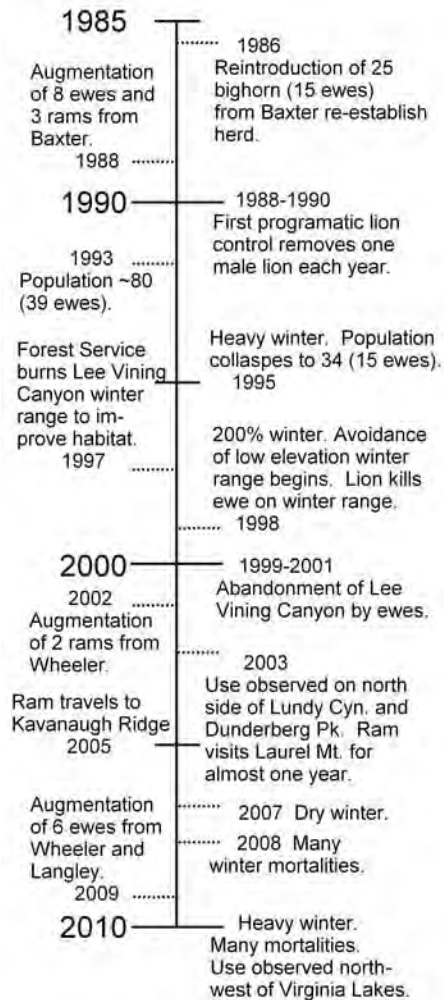 1985
1986
Reintroduction of 25
bighorn (15 ewes)
from Baxter re-establish
herd.
Augmentation
of 8 ewes and
3 rams from
Baxter.
1988
1990
1988-1990
First programatic lion
control removes one
male lion each year.
1993
Population ~80
(39 ewes).
Heavy winter. Population
collaspes to 34 (15 ewes).
1995
Forest Service
burns Lee Vining
Canyon winter
range to im-
prove habitat.
1997
200% winter. Avoidance
of low elevation winter
range begins. Lion kills
ewe on winter range.
1998
2000
1999-2001
Abandonment of Lee
Vining Canyon by ewes.
2002
Augmentation
of 2 rams from
Wheeler.
2003
Use observed on north
side of Lundy Cyn. and
Dunderberg Pk. Ram
visits Laurel Mt. for
almost one year.
Ram travels to
Kavanaugh Ridge
2005
2007 Dry winter.
2008 Many
winter mortalities.
Augmentation
of 6 ewes from
Wheeler and
Langley.
2009
2010
Heavy winter.
Many mortalities.
Use observed north-
west of Virginia Lakes.